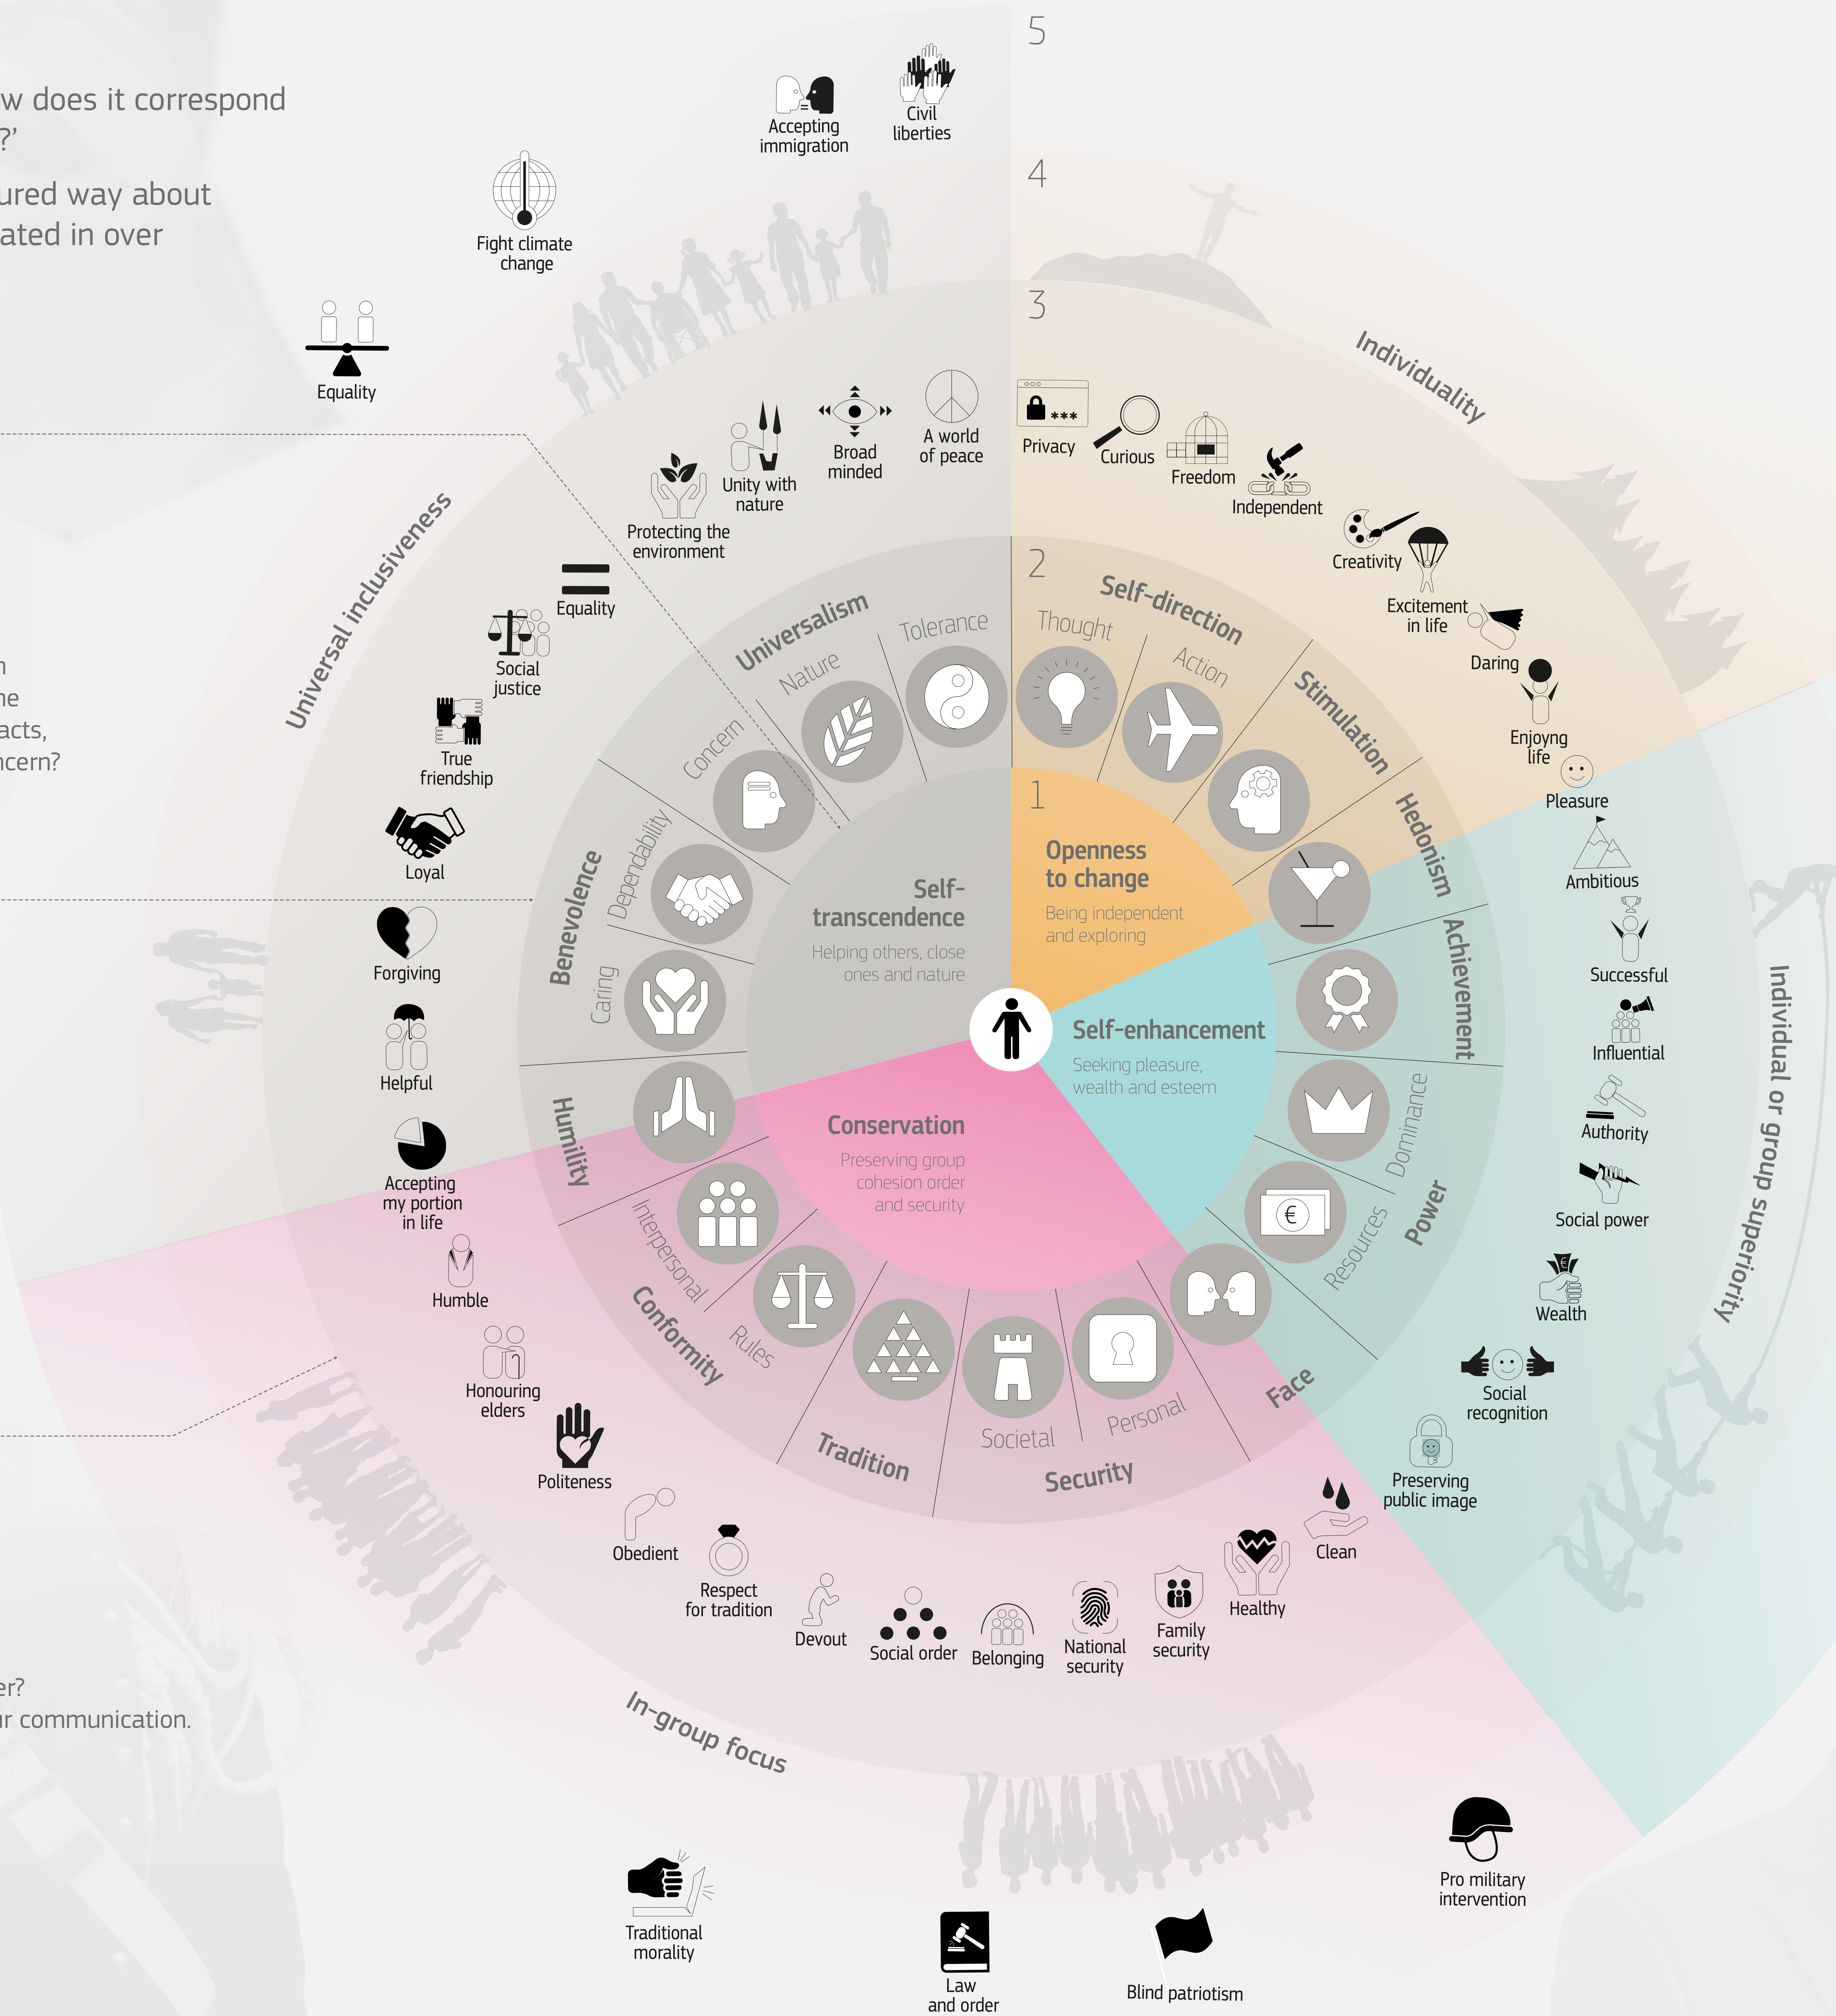 w does it correspond
?’
ured way about
ated in over
acts,
ncern?
er?
ur communication.
5
4
3
2
1
Accepting
immigration
Civil
liberties
Fight climate
change
Equality
Universal inclusiveness
Individuality
Individual or group superiority
In-group focus
A world
of peace
Broad
minded
Unity with
nature
Protecting the
environment
Equality
Social
justice
True
friendship
Loyal
Forgiving
Helpful
Accepting
my portion
in life
Humble
Honouring
elders
Politeness
Obedient
Respect
for tradition
Devout
Social order
Belonging
National
security
Family
security
Healthy
Clean
Preserving
public image
Social
recognition
Wealth
Social power
Authority
Influential
Successful
Ambitious
Pleasure
Enjoyng
life
Daring
Excitement
in life
Creativity
Independent
Freedom
Curious
Privacy
Universalism
Tolerance
Nature
Concern
Benevolence
Dependability
Caring
Humility
Conformity
Interpersonal
Rules
Tradition
Security
Societal
Personal
Face
Power
Resources
Dominance
Achievement
Hedonism
Stimulation
Self-direction
Action
Thought
€
€
Self-
transcendence
Helping others, close
ones and nature
Openness
to change
Being independent
and exploring
Self-enhancement
Seeking pleasure,
wealth and esteem
Conservation
Preserving group
cohesion order
and security
Traditional
morality
Law
and order
Blind patriotism
Pro military
intervention